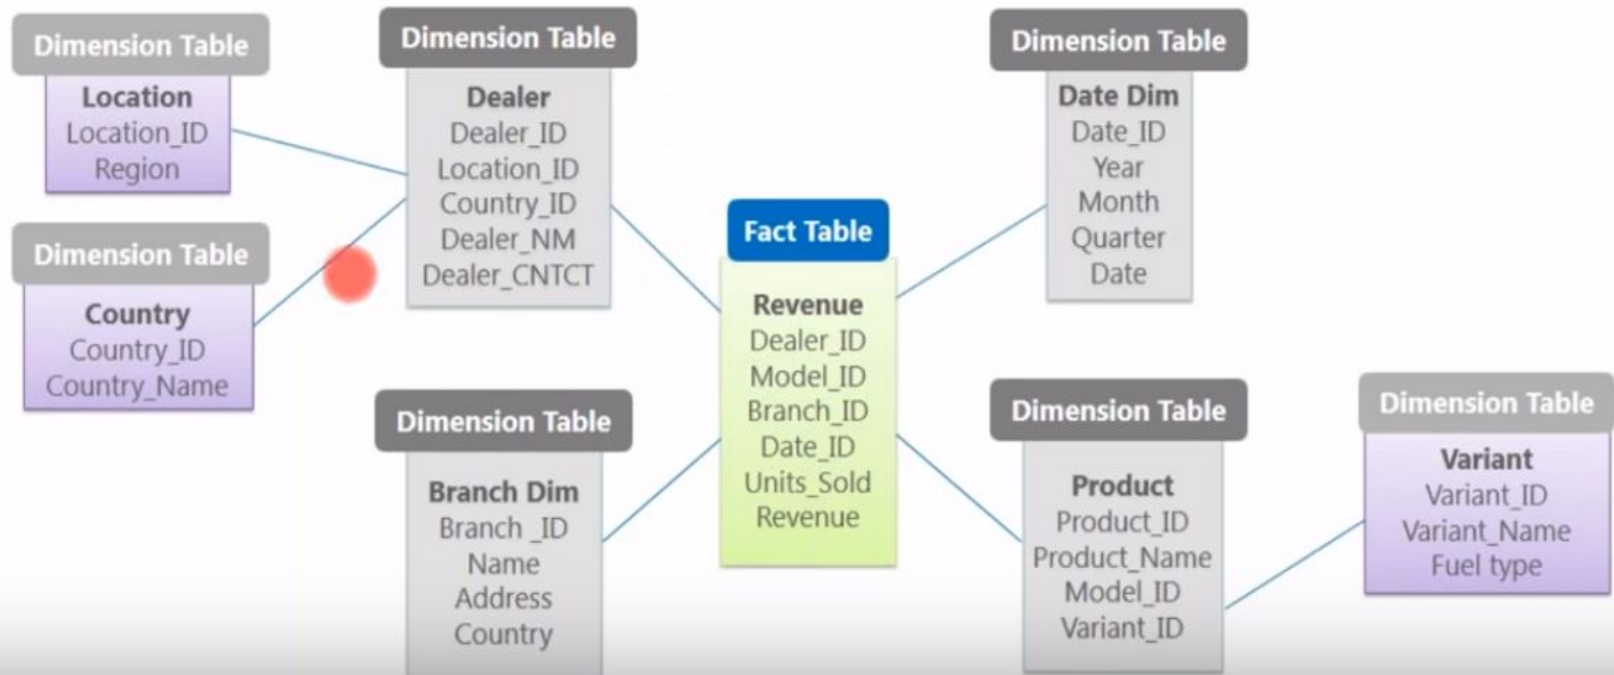 Dimension Table
Location
Location_ID
Region
Dimension Table
Country
Country_ID
Country_Name
Dimension Table
Dealer
Dealer_ID
Location_ID
Country_ID
Dealer_NM
Dealer_CNTCT
Dimension Table
Branch Dim
Branch _ID
Name
Address
Country
Fact Table
Revenue
Dealer_ID
Model_ID
Branch_ID
Date_ID
Units_Sold
Revenue
Dimension Table
Date Dim
Date_ID
Year
Month
Quarter
Date
Dimension Table
Product
Product_ID
Product_Name
Model_ID
Variant_ID
Dimension Table
Variant
Variant_ID
Variant_Name
Fuel type